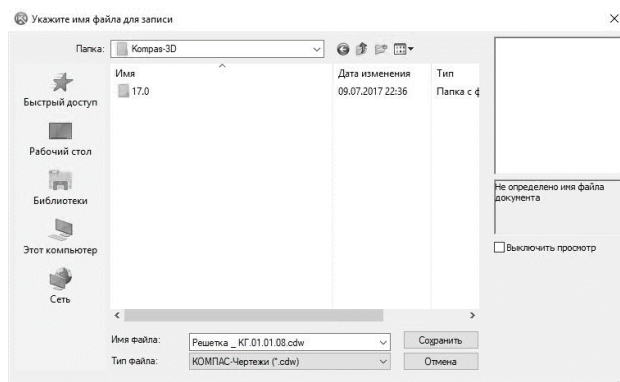 Укажите имя файла для записи
Папка: Kompas-3D
Имя Дата изменения Тип
17.0 09.07.2017 22:36 Папка с ф
Быстрый доступ
Рабочий стол
Библиотеки
Этот компьютер
Сеть
Не определено имя файла
документа
Выключить просмотр
Имя файла: Решетка _ КГ.01.01.08.cdw Сохранить
Тип файла: КОМПАС-Чертежи (*.cdw) Отмена